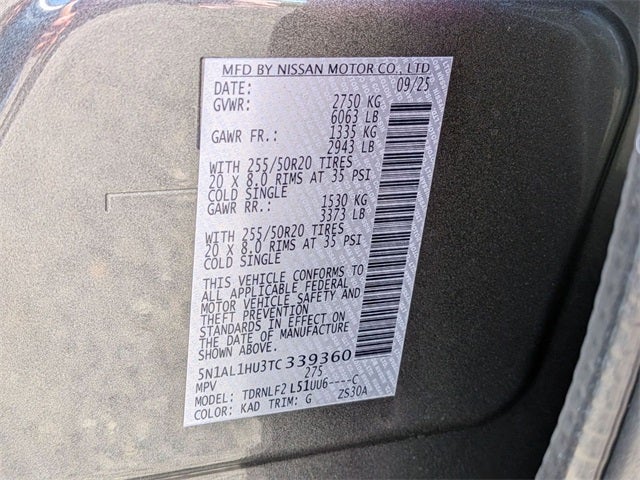 MFD BY NISSAN MOTOR CO., LTD
DATE: 09/25
GVWR: 2750 KG
6063 LB
GAWR FR.: 1335 KG
2943 LB
WITH 255/50R20 TIRES
20 X 8.0 RIMS AT 35 PSI
COLD SINGLE
GAWR RR.: 1530 KG
3373 LB
WITH 255/50R20 TIRES
20 X 8.0 RIMS AT 35 PSI
COLD SINGLE
THIS VEHICLE CONFORMS TO
ALL APPLICABLE FEDERAL
MOTOR VEHICLE SAFETY AND
THEFT PREVENTION
STANDARDS IN EFFECT ON
THE DATE OF MANUFACTURE
SHOWN ABOVE.
5N1AL1HU3TC339360
MPV 275
MODEL: TDRNLF2 L51UU6----C
COLOR: KAD TRIM: G ZS30A